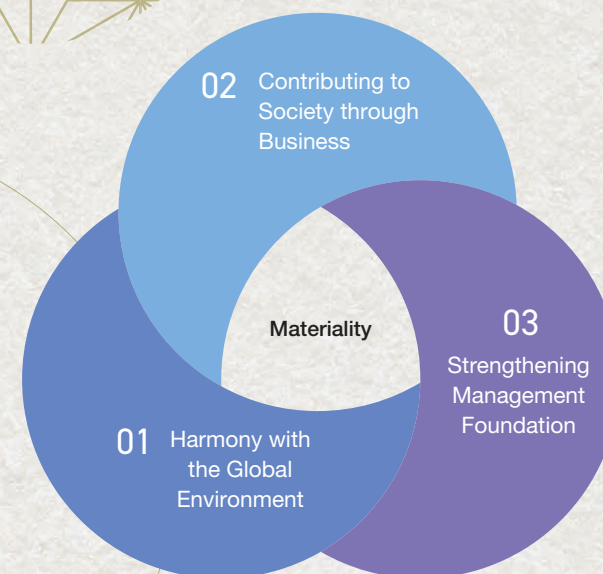 02
Contributing to
Society through
Business
Materiality
03
Strengthening
Management
Foundation
01
Harmony with
the Global
Environment